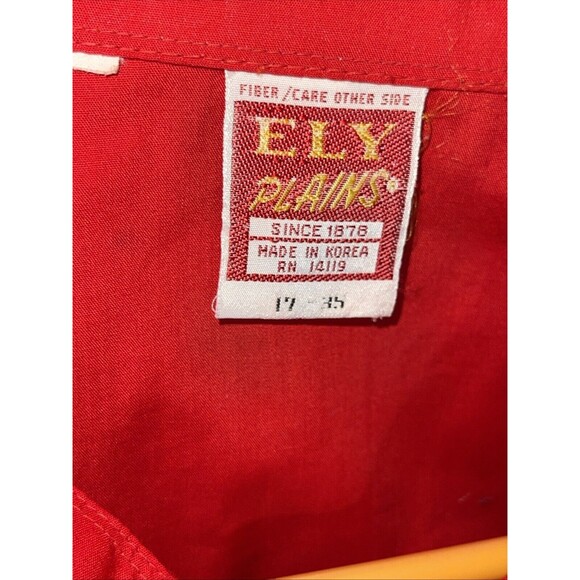 FIBER/CARE OTHER SIDE
ELY
PLAINS®
SINCE 1878
MADE IN KOREA
RN 14119
17 - 35